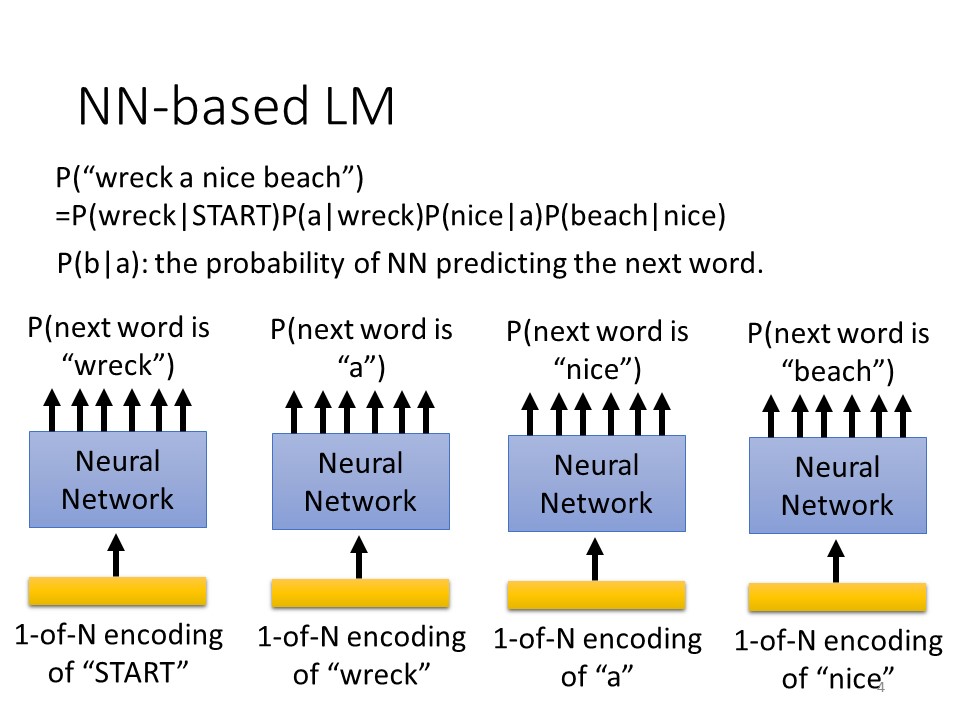 NN-based LM
P(“wreck a nice beach”)
=P(wreck|START)P(a|wreck)P(nice|a)P(beach|nice)
P(b|a): the probability of NN predicting the next word.
P(next word is
“wreck”)
P(next word is
“a”)
P(next word is
“nice”)
P(next word is
“beach”)
Neural
Network
Neural
Network
Neural
Network
Neural
Network
1-of-N encoding
of “START”
1-of-N encoding
of “wreck”
1-of-N encoding
of “a”
1-of-N encoding
of “nice”
4